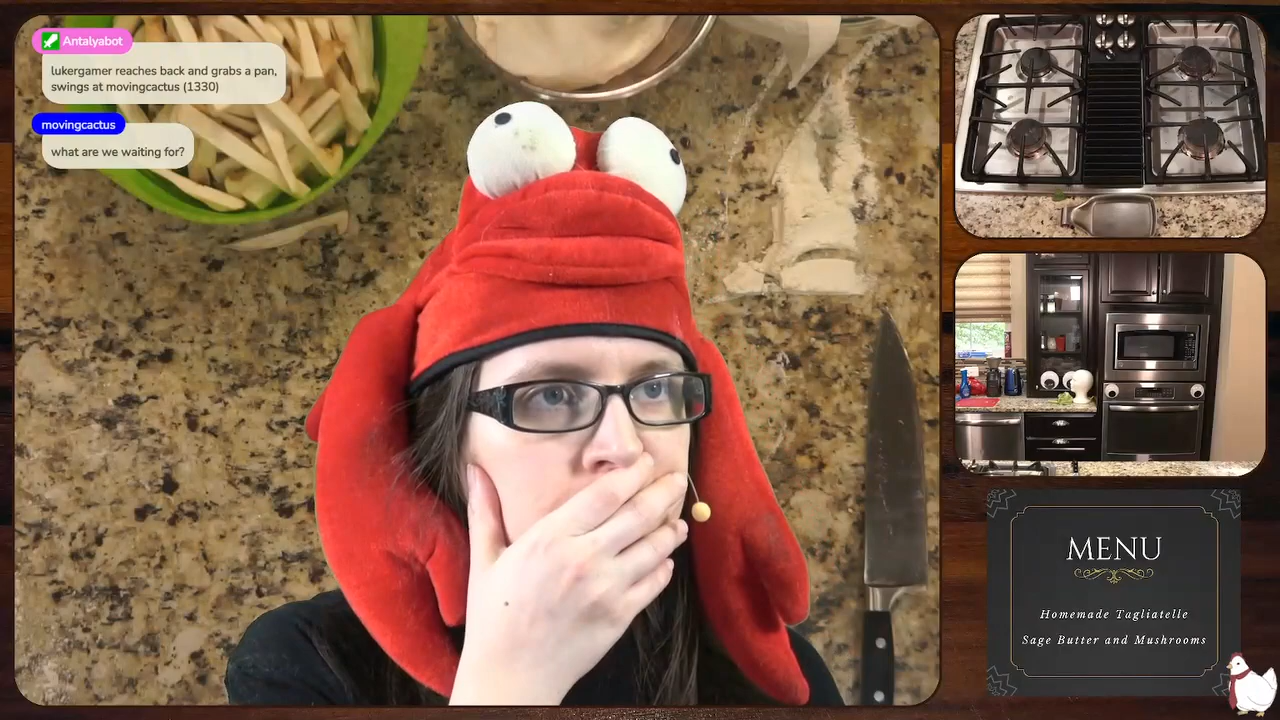 Antalyabot
lukergamer reaches back and grabs a pan,
swings at movingcactus (1330)
movingcactus
what are we waiting for?
MENU
Homemade Tagliatelle
Sage Butter and Mushrooms